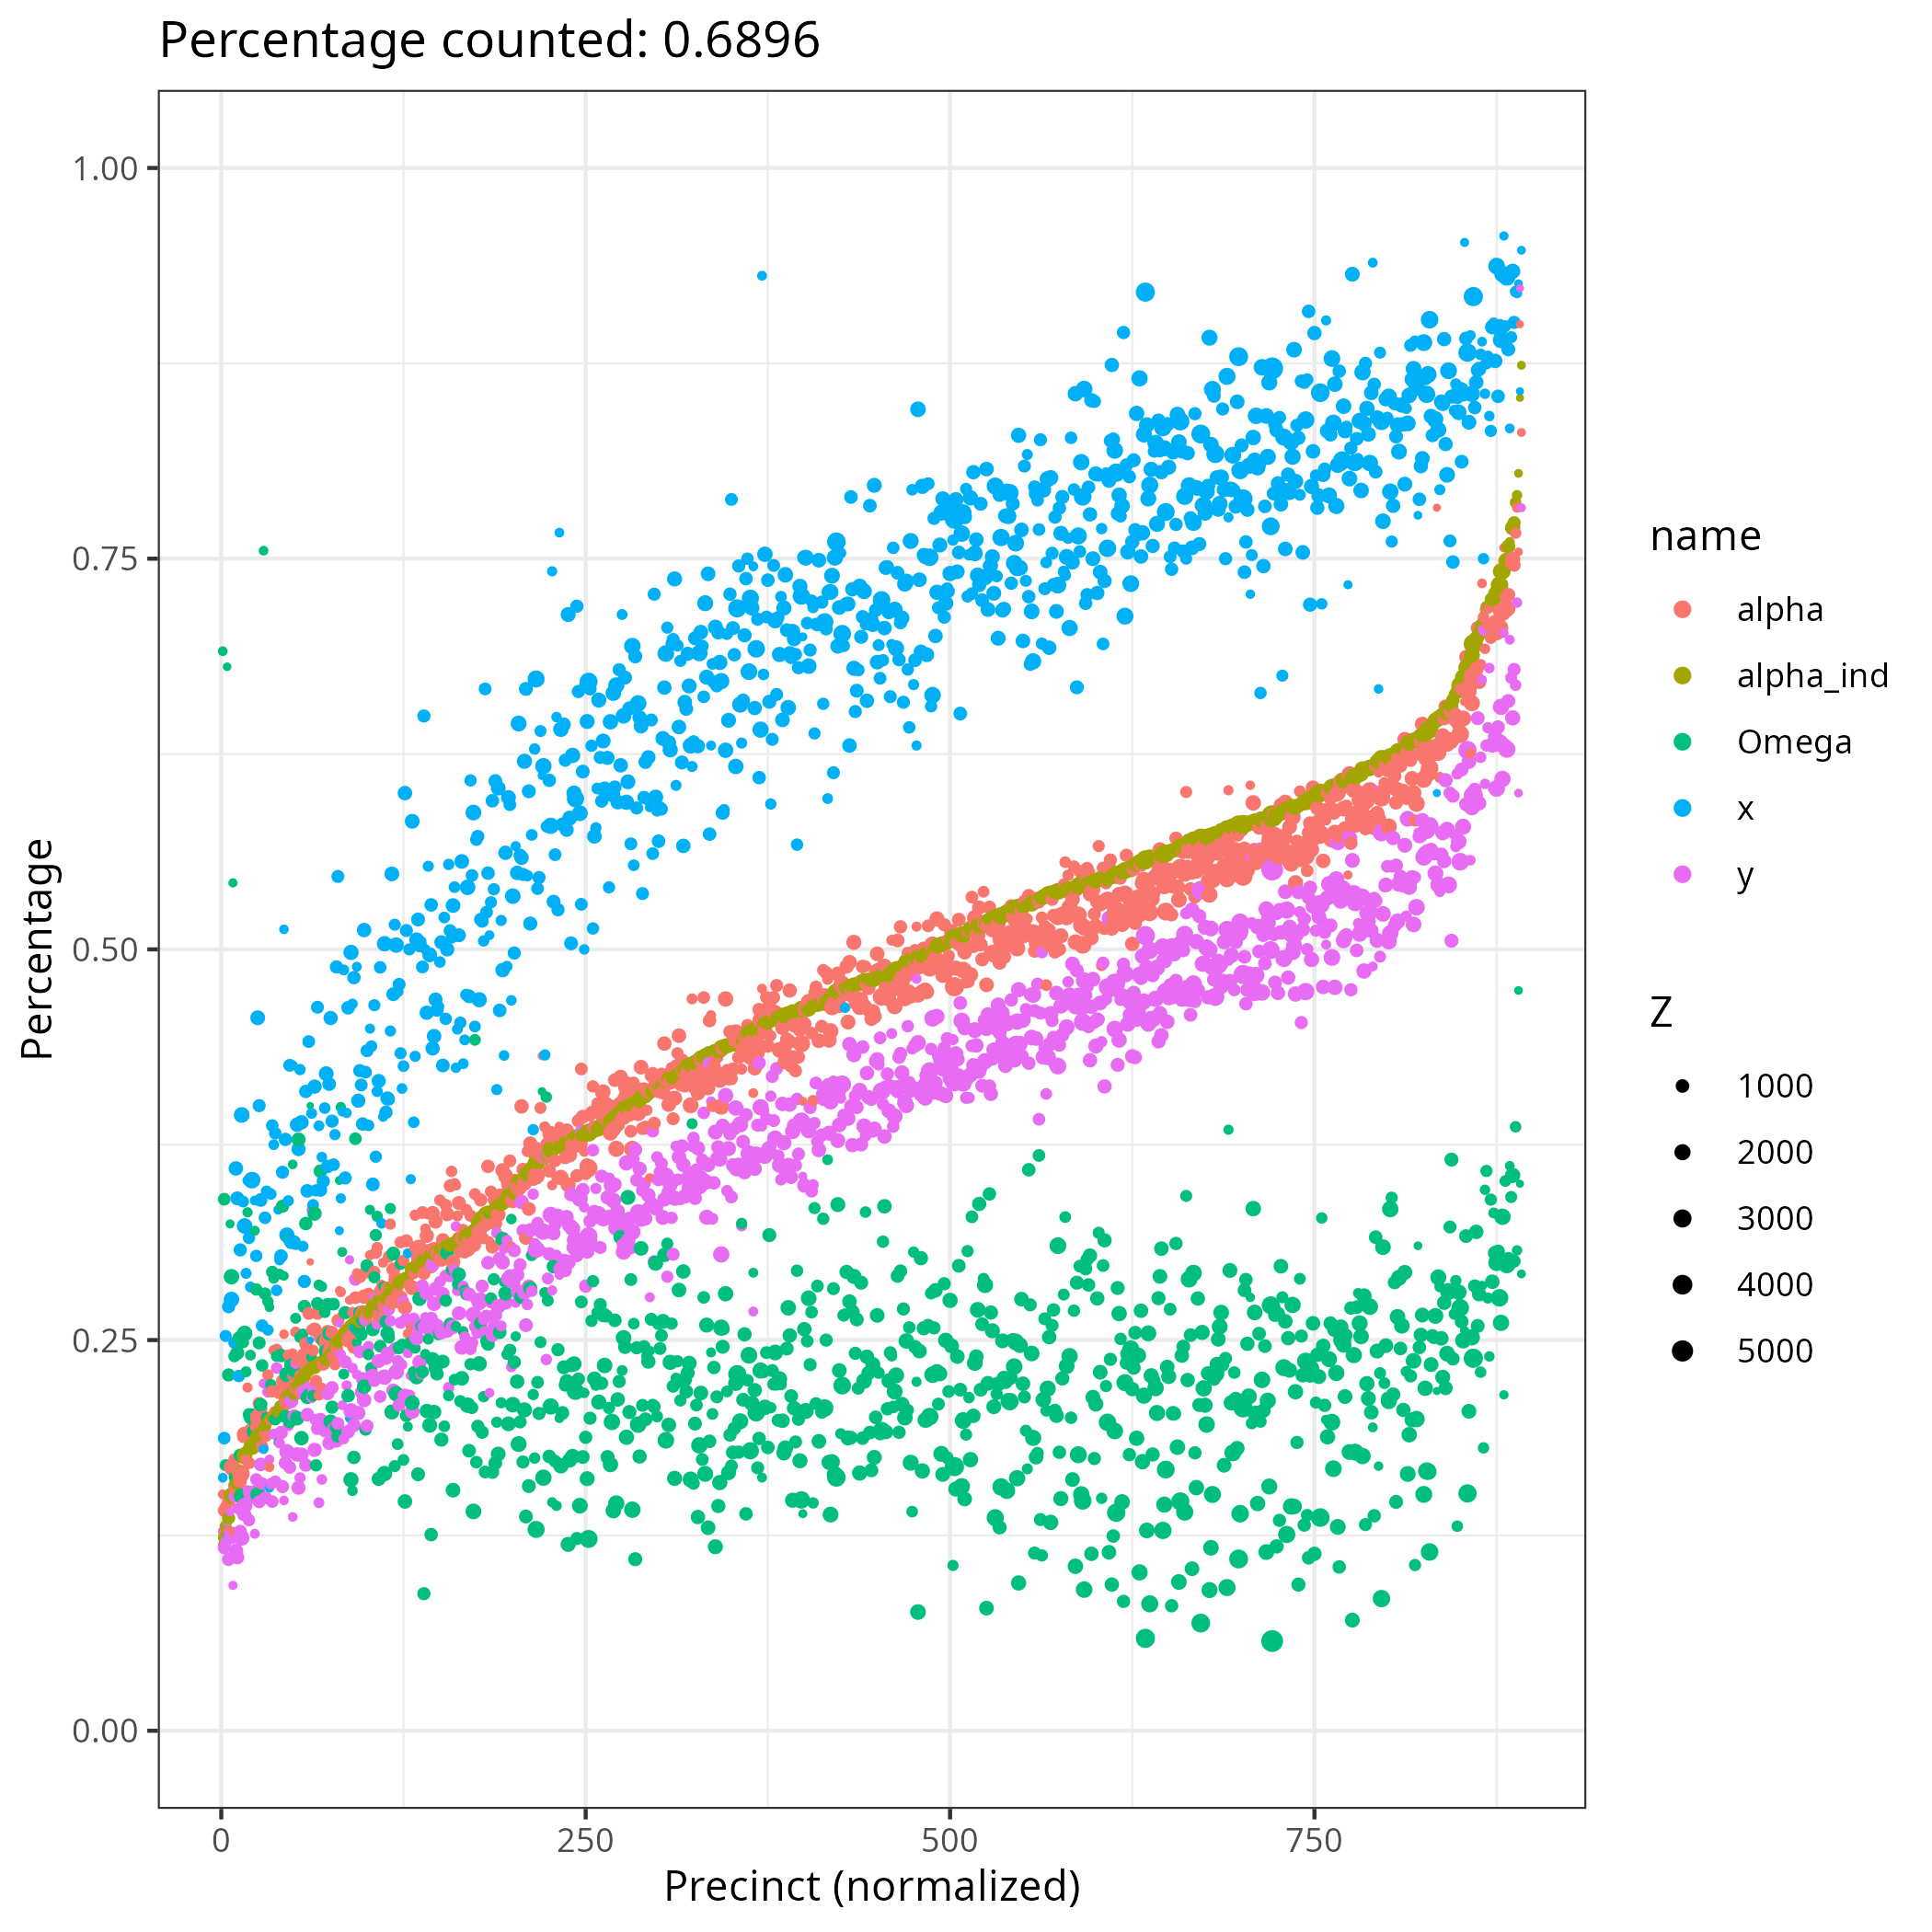 Percentage counted: 0.6896
1.00
0.75
0.50
0.25
0.00
Percentage
0
250
500
750
Precinct (normalized)
name
alpha
alpha_ind
Omega
x
y
Z
1000
2000
3000
4000
5000